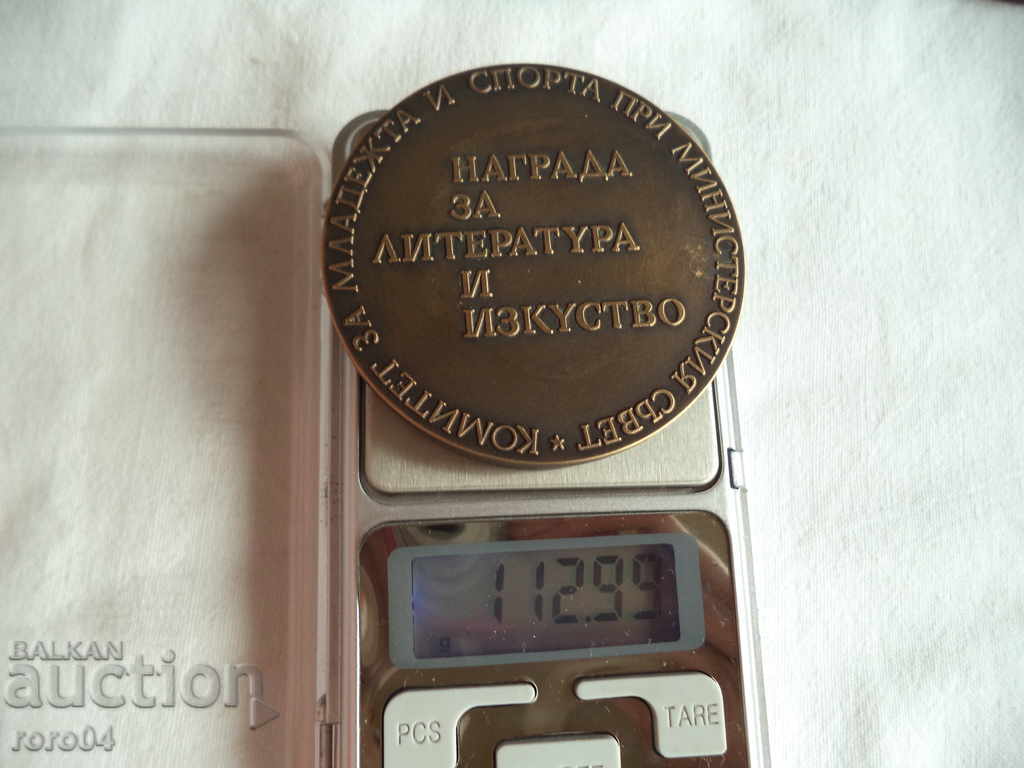 КОМИТЕТ ЗА МЛАДЕЖТА И СПОРТА ПРИ МИНИСТЕРСКИЯ СЪВЕТ *
НАГРАДА
ЗА
ЛИТЕРАТУРА
И
ИЗКУСТВО
112.99
g
PCS
TARE
BALKAN
auction
roro04